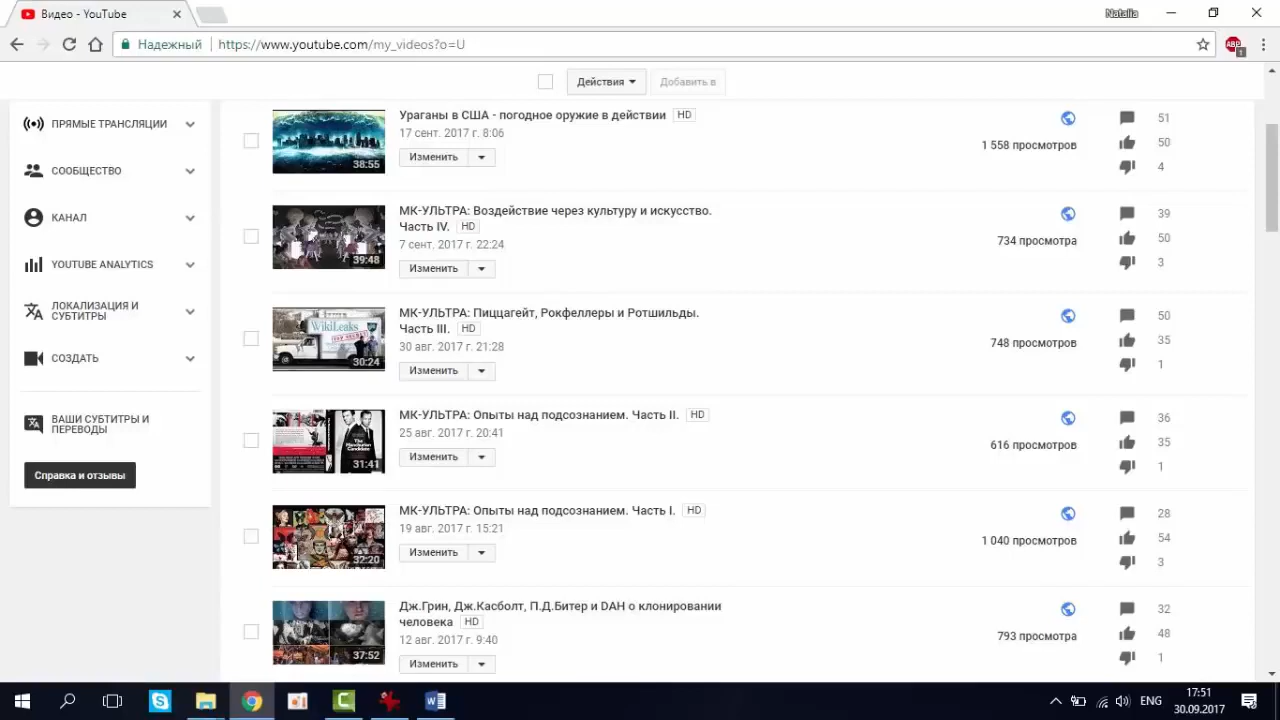 Видео - YouTube
Natalia
Надежный
https://www.youtube.com/my_videos?o=U
ABP
1
Действия
Добавить в
ПРЯМЫЕ ТРАНСЛЯЦИИ
СООБЩЕСТВО
КАНАЛ
YOUTUBE ANALYTICS
ЛОКАЛИЗАЦИЯ И
СУБТИТРЫ
СОЗДАТЬ
ВАШИ СУБТИТРЫ И
ПЕРЕВОДЫ
Справка и отзывы
38:55
Ураганы в США - погодное оружие в действии HD
17 сент. 2017 г. 8:06
Изменить
1 558 просмотров
51
50
4
39:48
МК-УЛЬТРА: Воздействие через культуру и искусство.
Часть IV. HD
7 сент. 2017 г. 22:24
Изменить
734 просмотра
39
50
3
WikiLeaks
TOP SECRET
30:24
МК-УЛЬТРА: Пиццагейт, Рокфеллеры и Ротшильды.
Часть III. HD
30 авг. 2017 г. 21:28
Изменить
748 просмотров
50
35
1
The
Manchurian
Candidate
31:41
МК-УЛЬТРА: Опыты над подсознанием. Часть II. HD
25 авг. 2017 г. 20:41
Изменить
616 просмотров
36
35
1
32:20
МК-УЛЬТРА: Опыты над подсознанием. Часть I. HD
19 авг. 2017 г. 15:21
Изменить
1 040 просмотров
28
54
3
37:52
Дж.Грин, Дж.Касболт, П.Д.Битер и DAH о клонировании
человека HD
12 авг. 2017 г. 9:40
Изменить
793 просмотра
32
48
1
ENG
17:51
30.09.2017